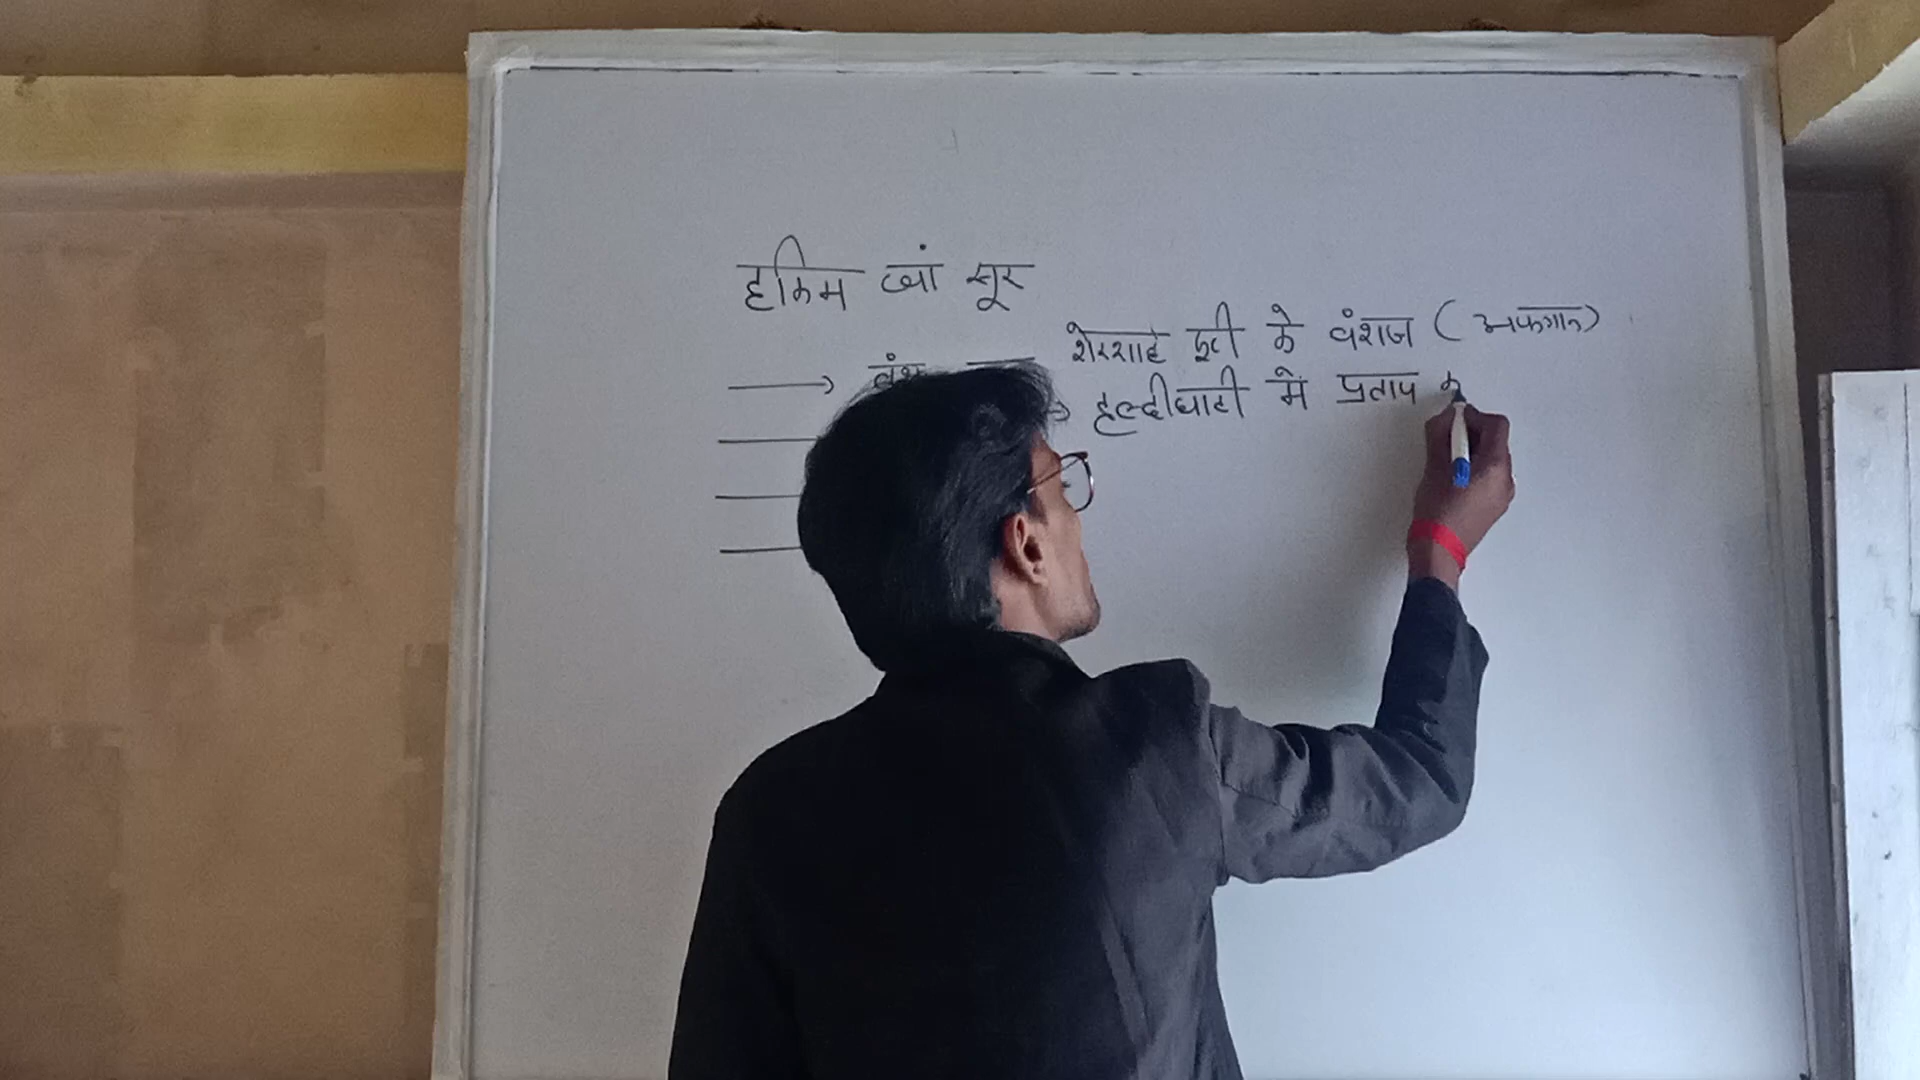 हकिम खां सूर
शेरशाह सूरी के वंशज (अफगान)
→ वंश
हल्दीघाटी में प्रताप क